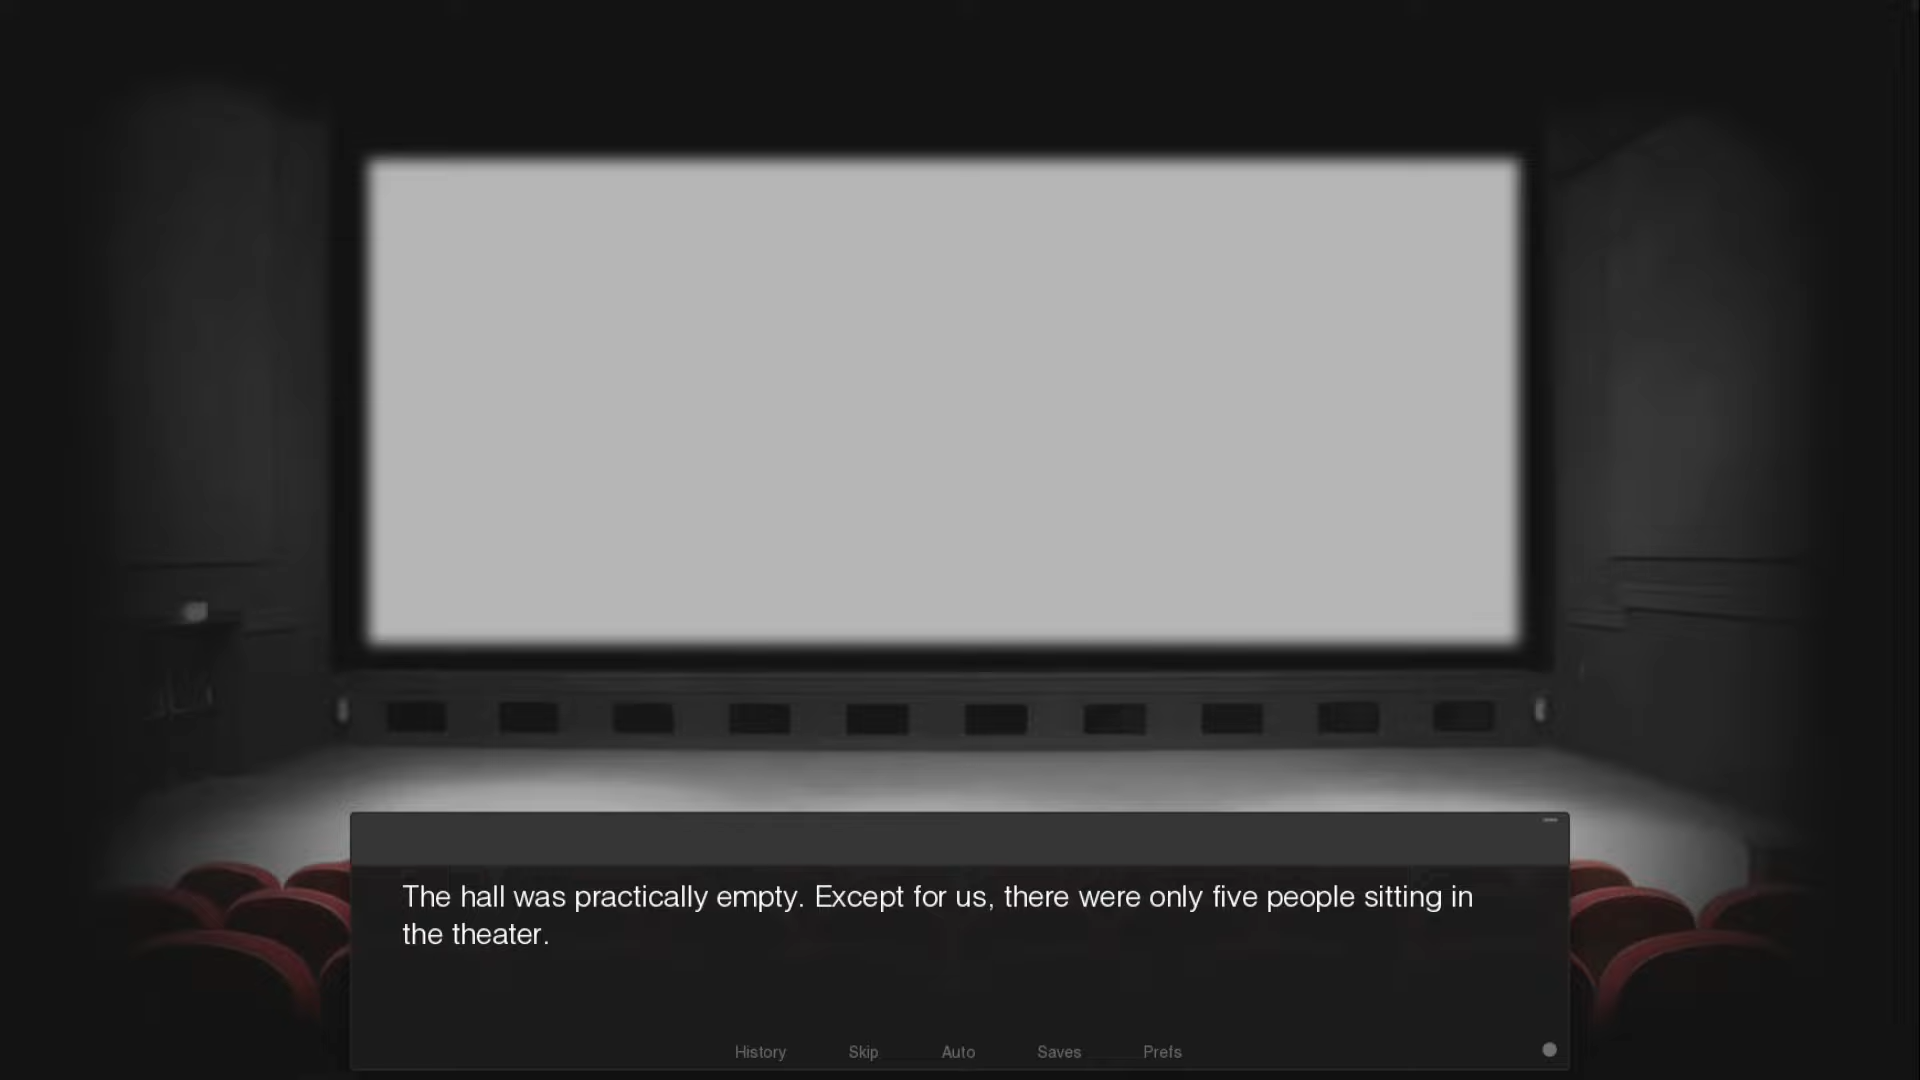 The hall was practically empty. Except for us, there were only five people sitting in
the theater.
History Skip Auto Saves Prefs